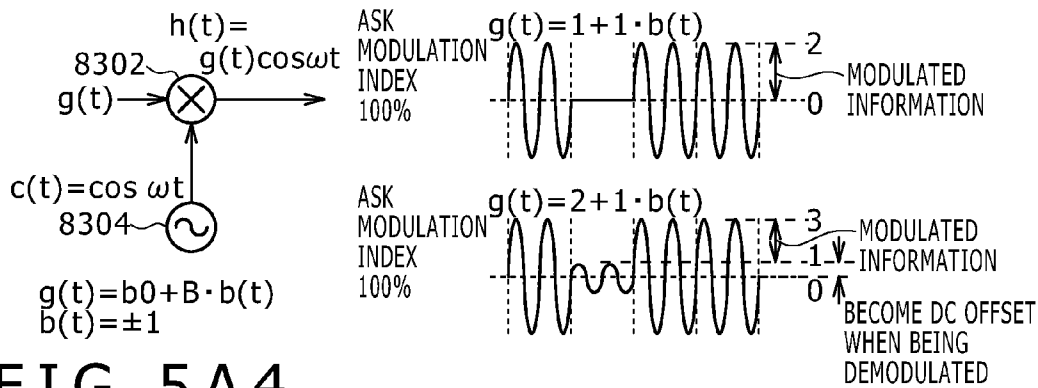 h(t)=
g(t)cosωt
8302
g(t)
c(t)=cos ωt
8304
g(t)=b0+B·b(t)
b(t)=±1
ASK
MODULATION
INDEX
100%
g(t)=1+1·b(t)
2
0
MODULATED
INFORMATION
ASK
MODULATION
INDEX
100%
g(t)=2+1·b(t)
3
1
0
MODULATED
INFORMATION
BECOME DC OFFSET
WHEN BEING
DEMODULATED
FIG. 5A4